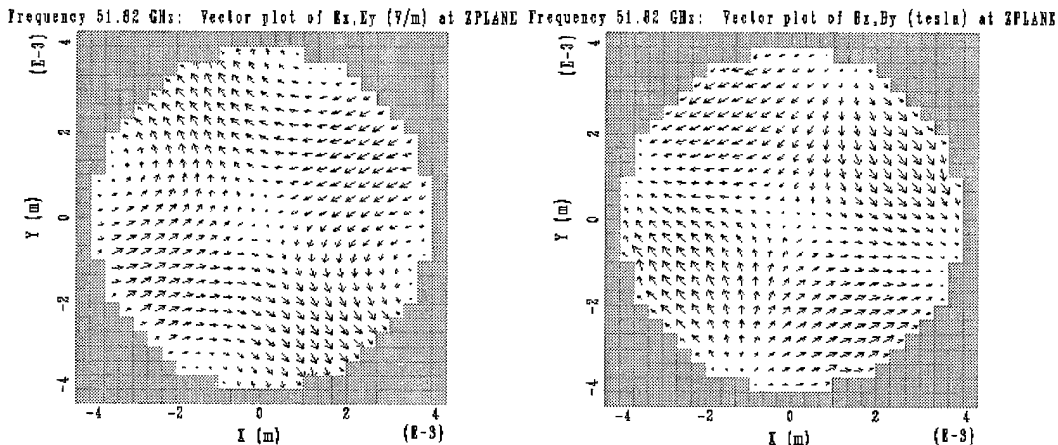 Frequency 51.82 GHz: Vector plot of Ex,Ey (V/m) at ZPLANE
4
(E-3)
2
Y (m)
0
-2
-4
-4
-2
0
2
4
X (m)
(E-3)
Frequency 51.82 GHz: Vector plot of Bx,By (tesla) at ZPLANE
4
(E-3)
2
Y (m)
0
-2
-4
-4
-2
0
2
4
X (m)
(E-3)